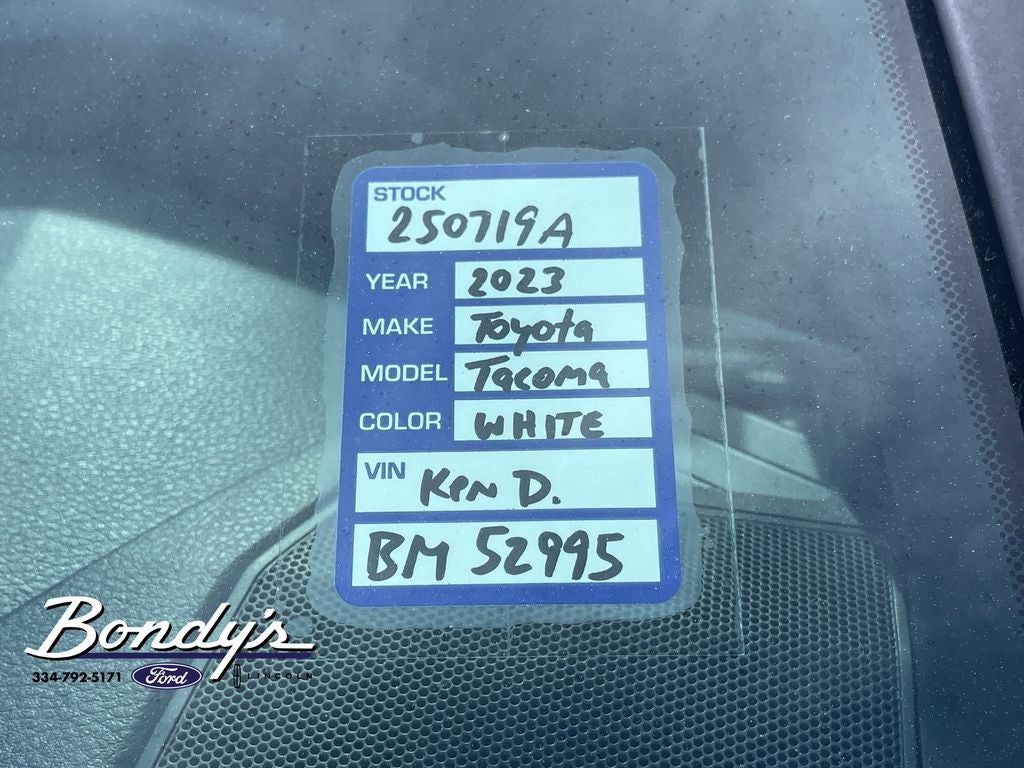 STOCK
250719A
YEAR 2023
MAKE Toyota
MODEL Tacoma
COLOR WHITE
VIN Ken D.
BM 52995
Bondy's
334-792-5171 Ford LINCOLN